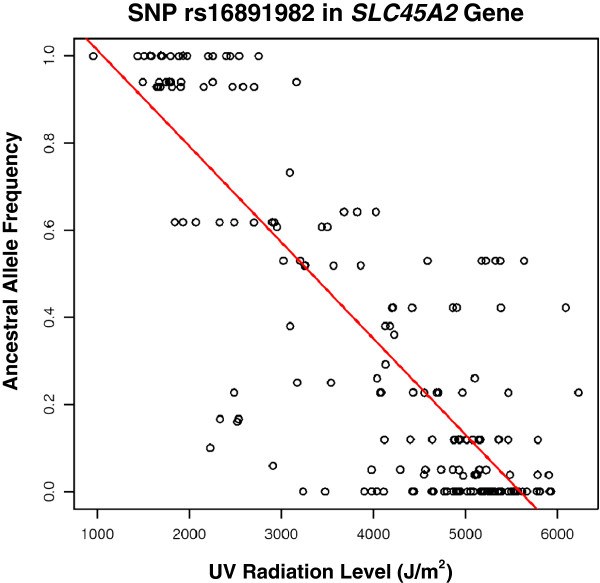 SNP rs16891982 in SLC45A2 Gene
Ancestral Allele Frequency
1.0
0.8
0.6
0.4
0.2
0.0
1000 2000 3000 4000 5000 6000
UV Radiation Level (J/m²)